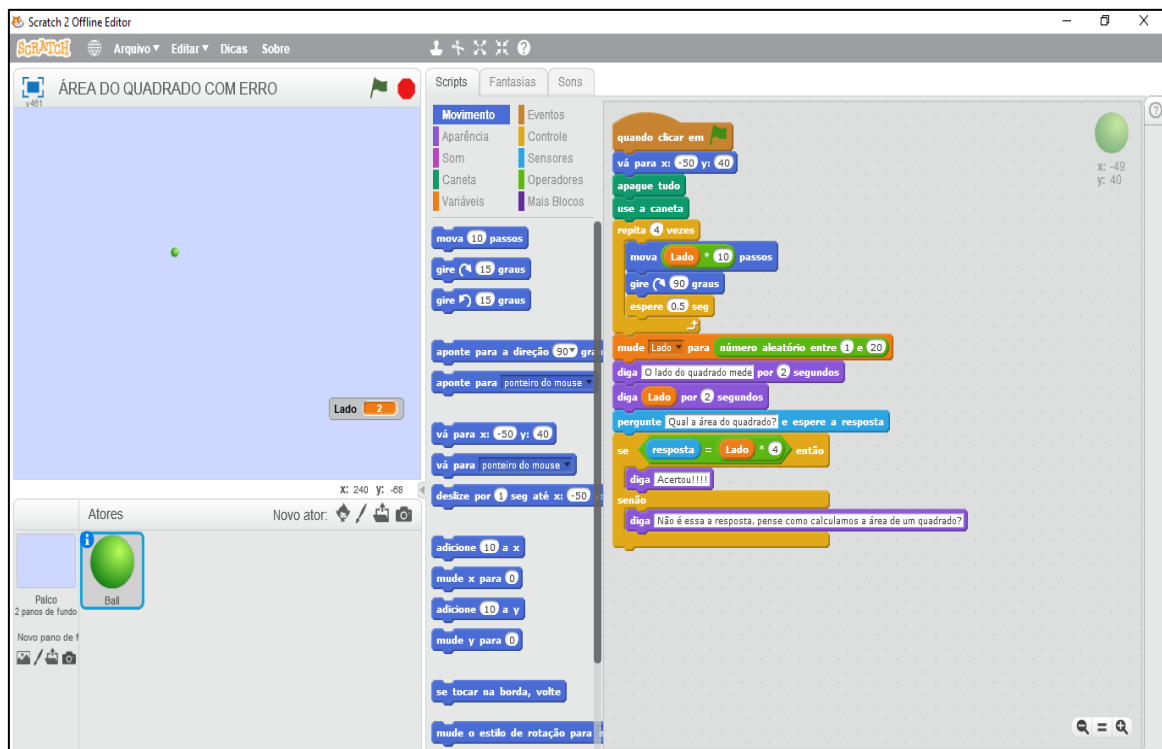 Scratch 2 Offline Editor
SCRATCH Arquivo Editar Dicas Sobre
ÁREA DO QUADRADO COM ERRO
v461
Lado 2
x: 240 y: -68
Atores
Novo ator:
Palco
2 panos de fundo
Novo pano de f
Ball
Scripts Fantasias Sons
Movimento Eventos
Aparência Controle
Som Sensores
Caneta Operadores
Variáveis Mais Blocos
mova 10 passos
gire 15 graus
gire 15 graus
aponte para a direção 90 gra
aponte para ponteiro do mouse
vá para x: -50 y: 40
vá para ponteiro do mouse
deslize por 1 seg até x: -50
adicione 10 a x
mude x para 0
adicione 10 a y
mude y para 0
se tocar na borda, volte
mude o estilo de rotação para
quando clicar em
vá para x: -50 y: 40
apague tudo
use a caneta
repita 4 vezes
mova Lado * 10 passos
gire 90 graus
espere 0.5 seg
mude Lado para número aleatório entre 1 e 20
diga O lado do quadrado mede por 2 segundos
diga Lado por 2 segundos
pergunte Qual a área do quadrado? e espere a resposta
se resposta = Lado * 4 então
diga Acertou!!!!
senão
diga Não é essa a resposta, pense como calculamos a área de um quadrado?
x: -49
y: 40